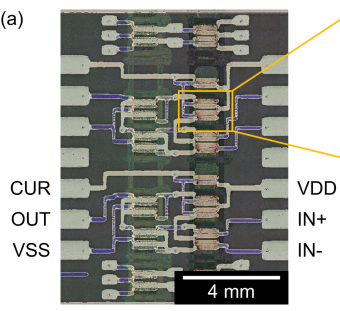 (a)
CUR
VDD
OUT
IN+
VSS
IN-
4 mm